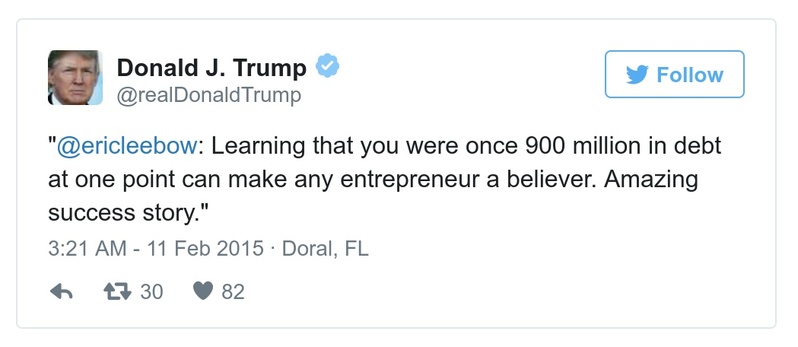 Donald J. Trump
@realDonaldTrump
Follow
"@ericleebow: Learning that you were once 900 million in debt
at one point can make any entrepreneur a believer. Amazing
success story."
3:21 AM - 11 Feb 2015 · Doral, FL
30 82